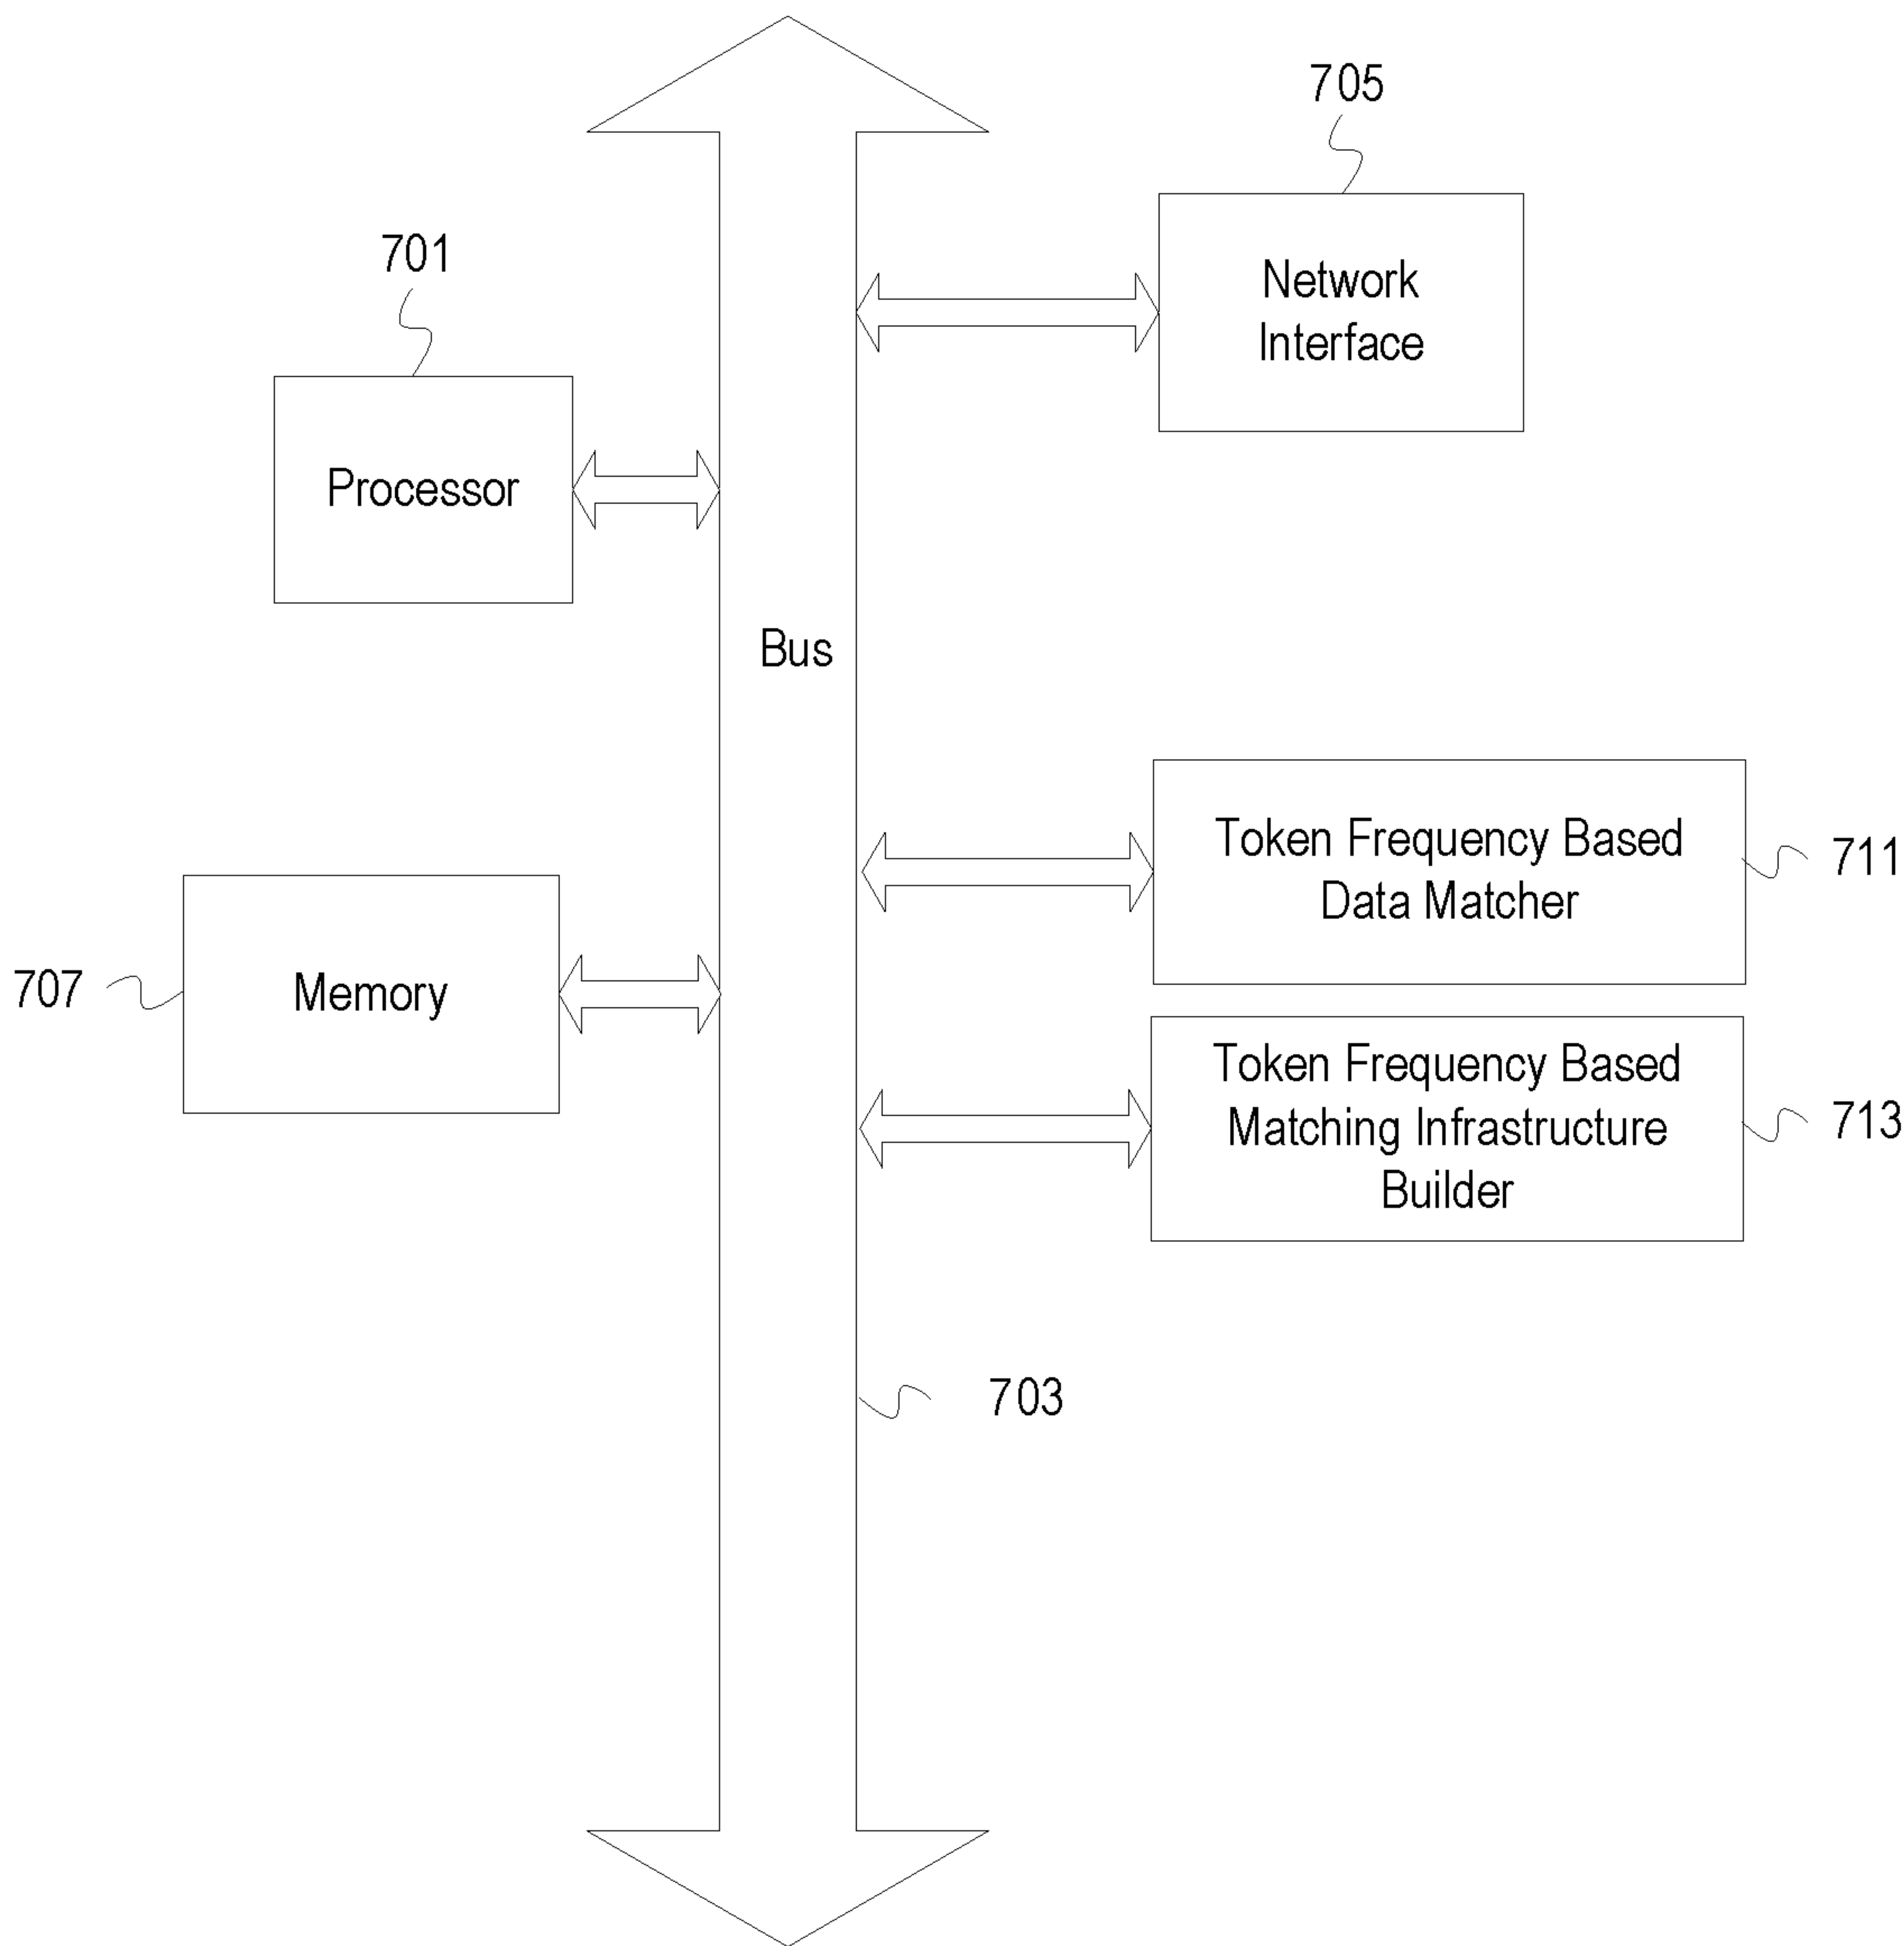 705
701
Network
Interface
Processor
Bus
Token Frequency Based
Data Matcher
711
707
Memory
Token Frequency Based
Matching Infrastructure
Builder
713
703